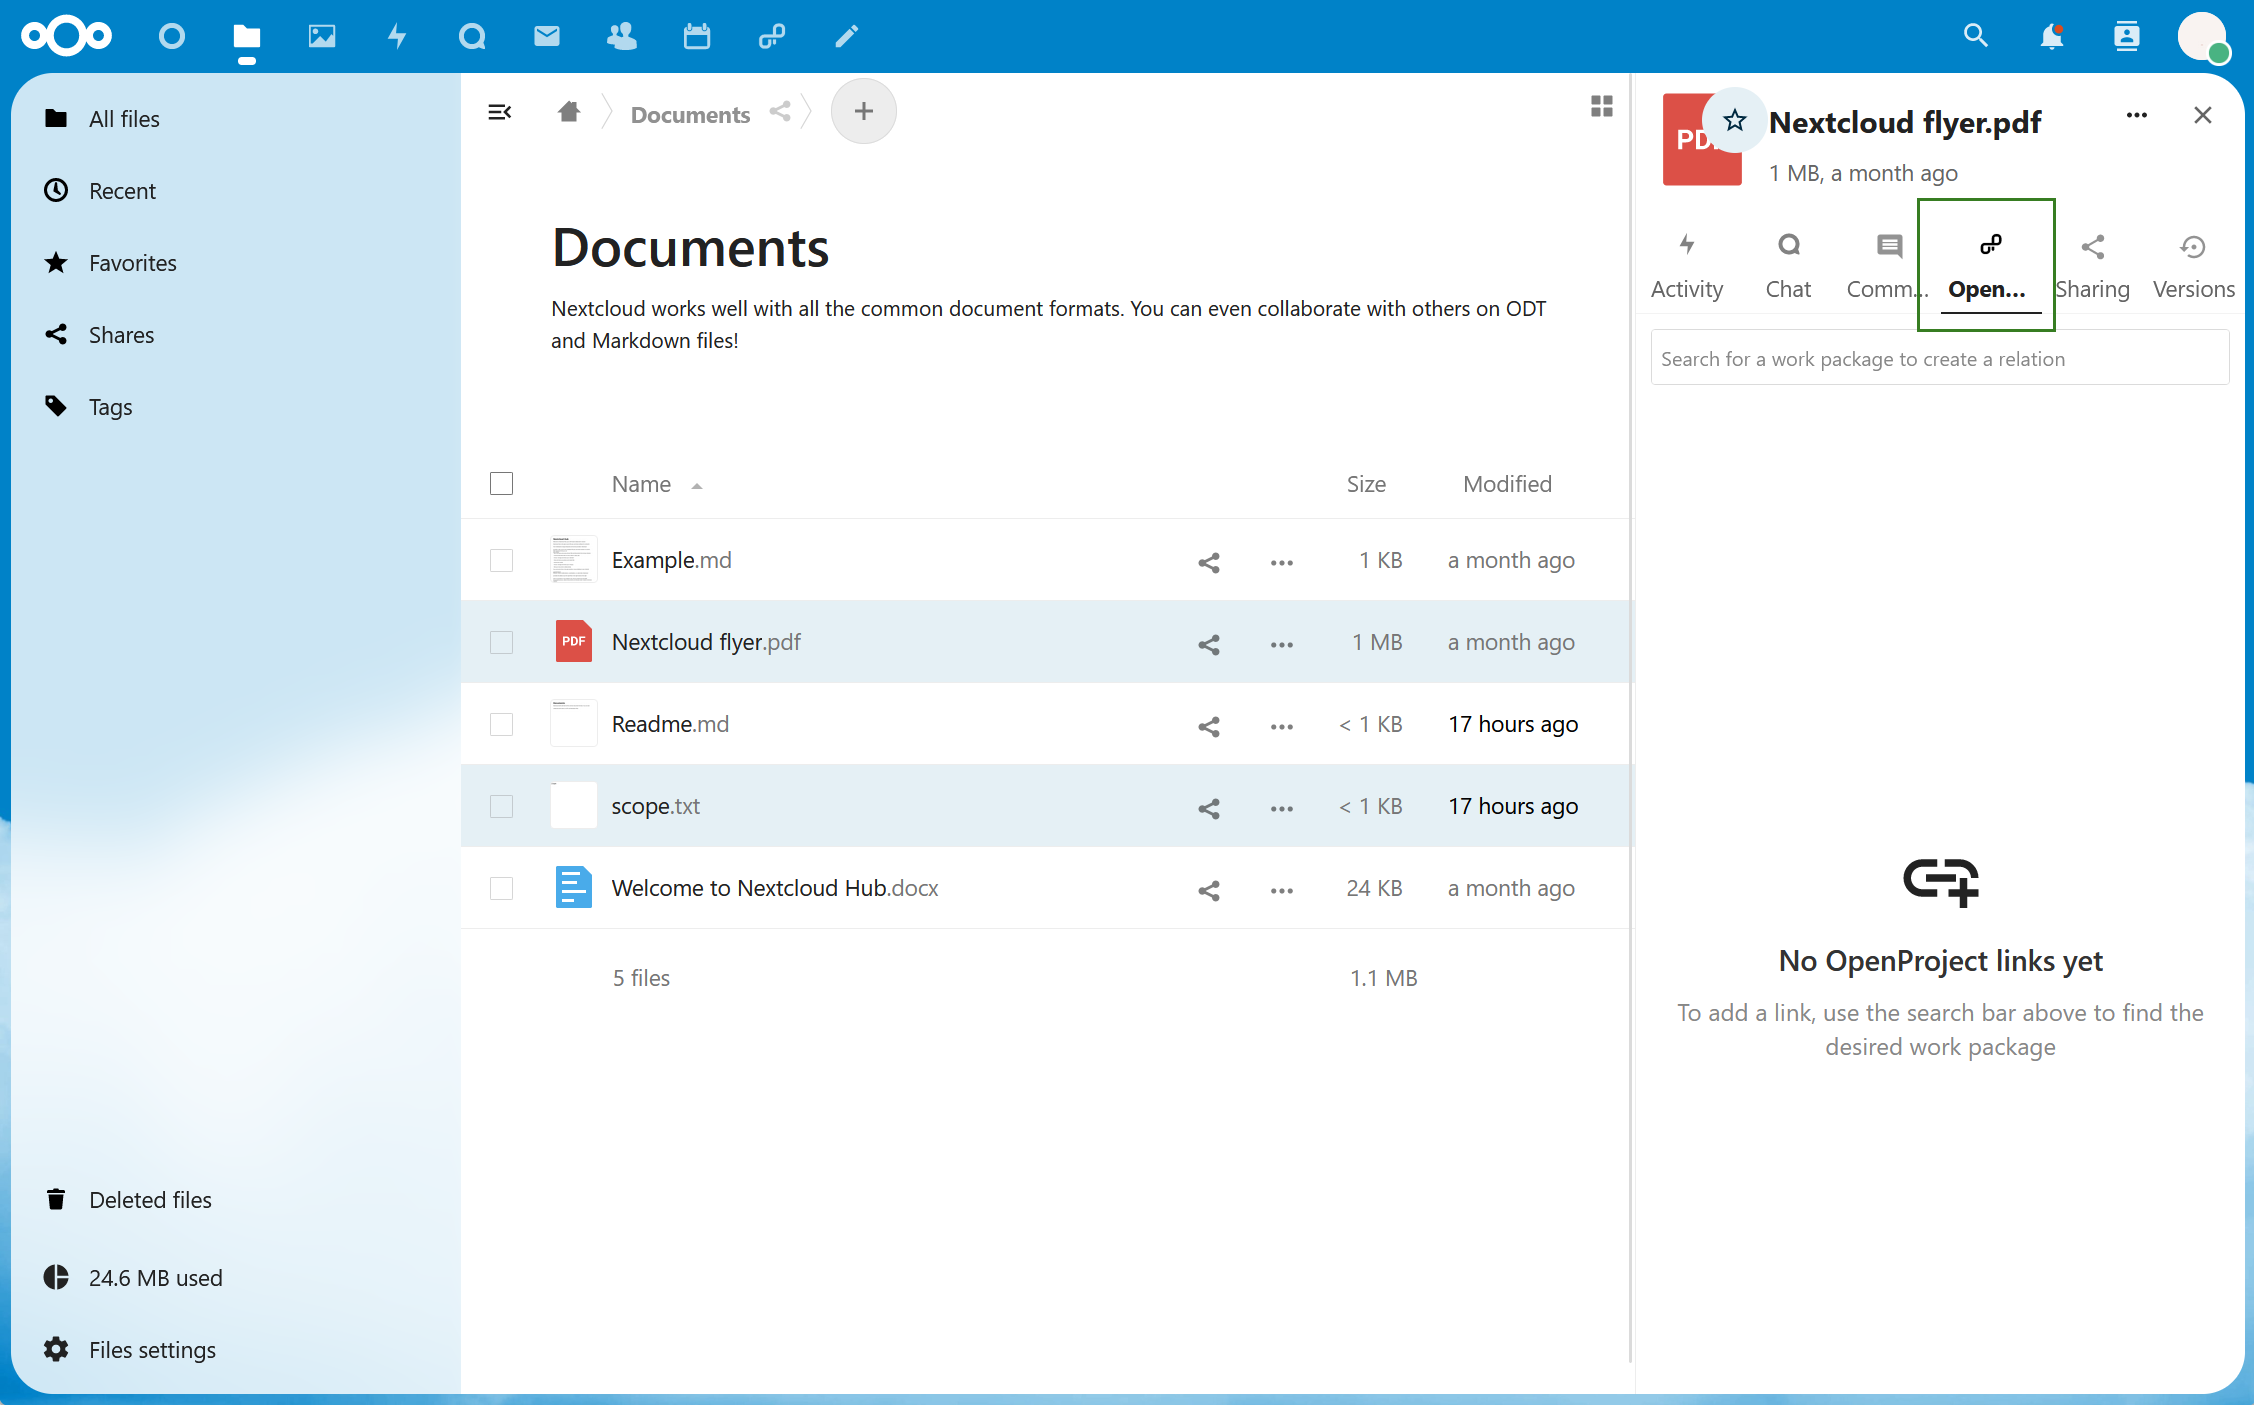 All files
Recent
Favorites
Shares
Tags
Deleted files
24.6 MB used
Files settings
Documents
Documents
Nextcloud works well with all the common document formats. You can even collaborate with others on ODT
and Markdown files!
Name Size Modified
Example.md 1 KB a month ago
PDF Nextcloud flyer.pdf 1 MB a month ago
Readme.md < 1 KB 17 hours ago
scope.txt < 1 KB 17 hours ago
Welcome to Nextcloud Hub.docx 24 KB a month ago
5 files 1.1 MB
Nextcloud flyer.pdf
1 MB, a month ago
Activity Chat Comm... Open... Sharing Versions
Search for a work package to create a relation
No OpenProject links yet
To add a link, use the search bar above to find the
desired work package